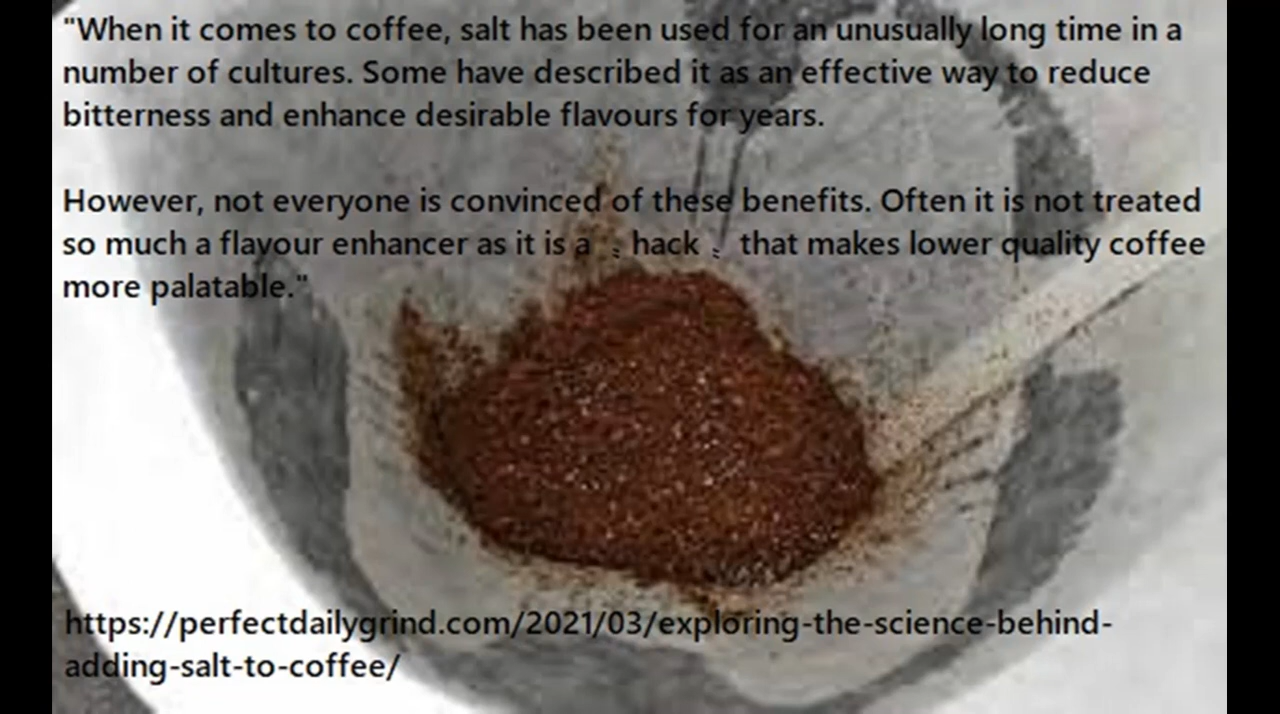 "When it comes to coffee, salt has been used for an unusually long time in a
number of cultures. Some have described it as an effective way to reduce
bitterness and enhance desirable flavours for years.
However, not everyone is convinced of these benefits. Often it is not treated
so much a flavour enhancer as it is a hack that makes lower quality coffee
more palatable."
https://perfectdailygrind.com/2021/03/exploring-the-science-behind-
adding-salt-to-coffee/